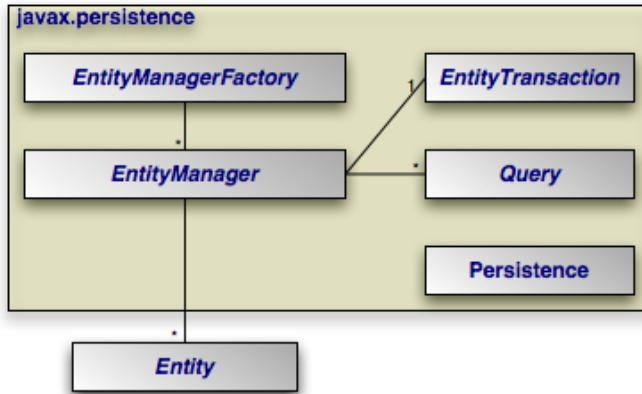 javax.persistence
EntityManagerFactory
EntityTransaction
1
*
EntityManager
*
Query
Persistence
*
Entity